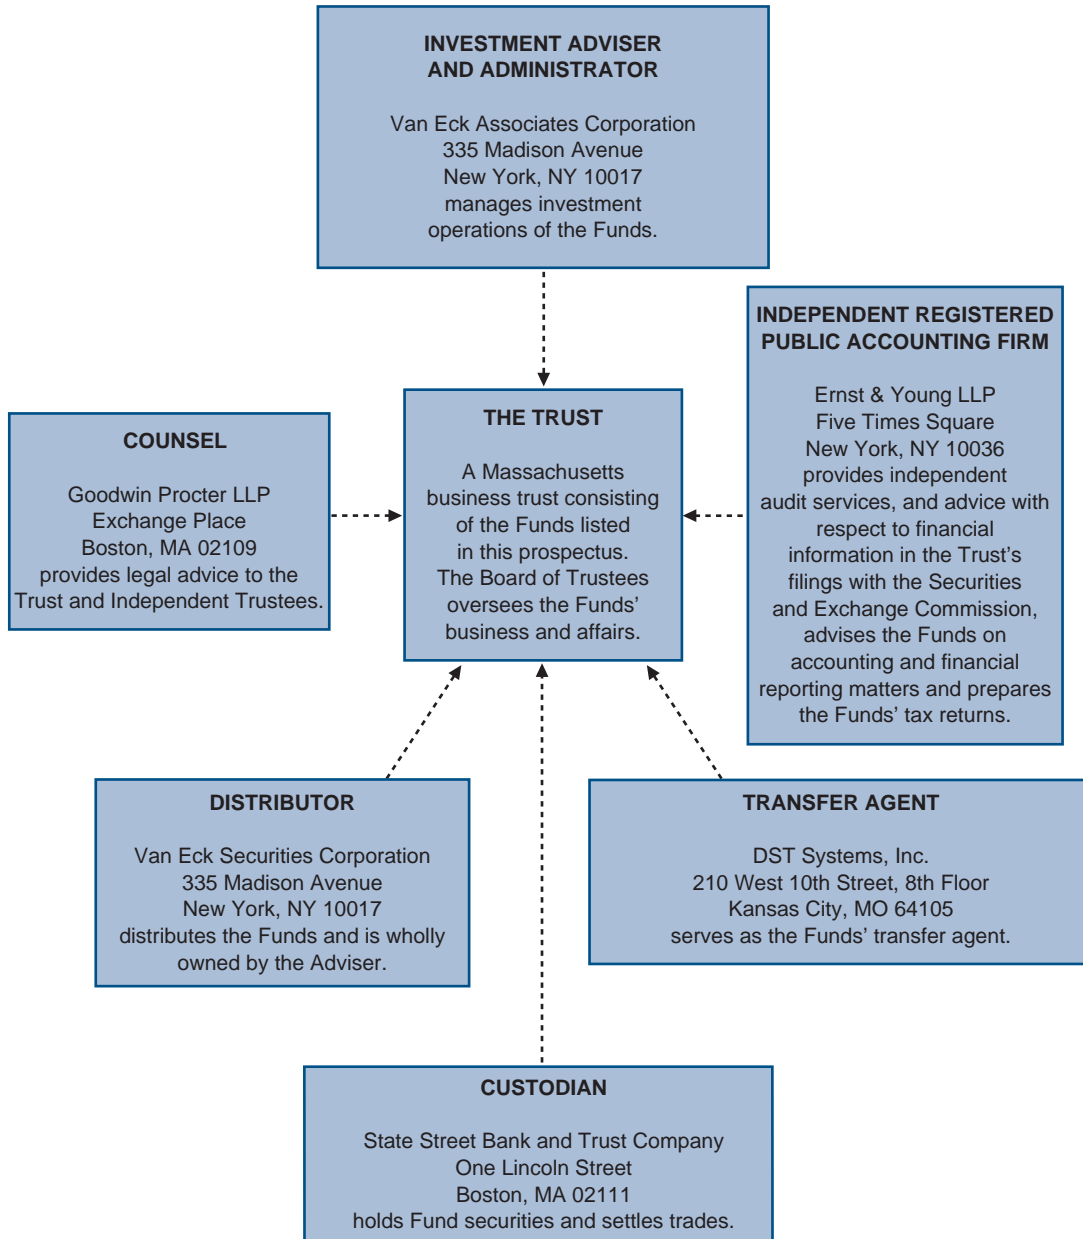 INVESTMENT ADVISER
AND ADMINISTRATOR
Van Eck Associates Corporation
335 Madison Avenue
New York, NY 10017
manages investment
operations of the Funds.
INDEPENDENT REGISTERED
PUBLIC ACCOUNTING FIRM
Ernst & Young LLP
Five Times Square
New York, NY 10036
provides independent
audit services, and advice with
respect to financial
information in the Trust’s
filings with the Securities
and Exchange Commission,
advises the Funds on
accounting and financial
reporting matters and prepares
the Funds’ tax returns.
THE TRUST
A Massachusetts
business trust consisting
of the Funds listed
in this prospectus.
The Board of Trustees
oversees the Funds’
business and affairs.
COUNSEL
Goodwin Procter LLP
Exchange Place
Boston, MA 02109
provides legal advice to the
Trust and Independent Trustees.
DISTRIBUTOR
Van Eck Securities Corporation
335 Madison Avenue
New York, NY 10017
distributes the Funds and is wholly
owned by the Adviser.
TRANSFER AGENT
DST Systems, Inc.
210 West 10th Street, 8th Floor
Kansas City, MO 64105
serves as the Funds’ transfer agent.
CUSTODIAN
State Street Bank and Trust Company
One Lincoln Street
Boston, MA 02111
holds Fund securities and settles trades.